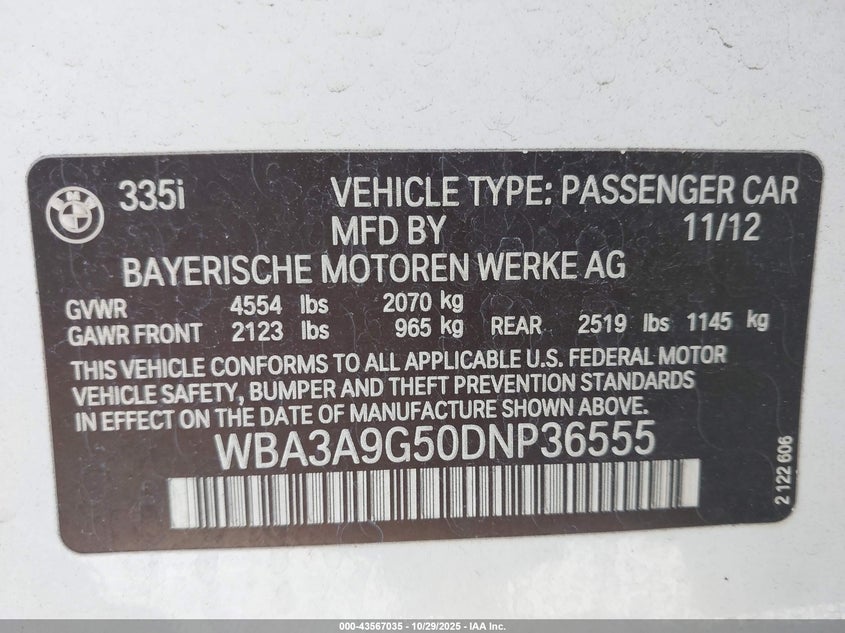 BMW
335i VEHICLE TYPE: PASSENGER CAR
MFD BY 11/12
BAYERISCHE MOTOREN WERKE AG
GVWR 4554 lbs 2070 kg
GAWR FRONT 2123 lbs 965 kg REAR 2519 lbs 1145 kg
THIS VEHICLE CONFORMS TO ALL APPLICABLE U.S. FEDERAL MOTOR
VEHICLE SAFETY, BUMPER AND THEFT PREVENTION STANDARDS
IN EFFECT ON THE DATE OF MANUFACTURE SHOWN ABOVE.
WBA3A9G50DNP36555
2 122 606
000-43567035 - 10/29/2025 - IAA Inc.